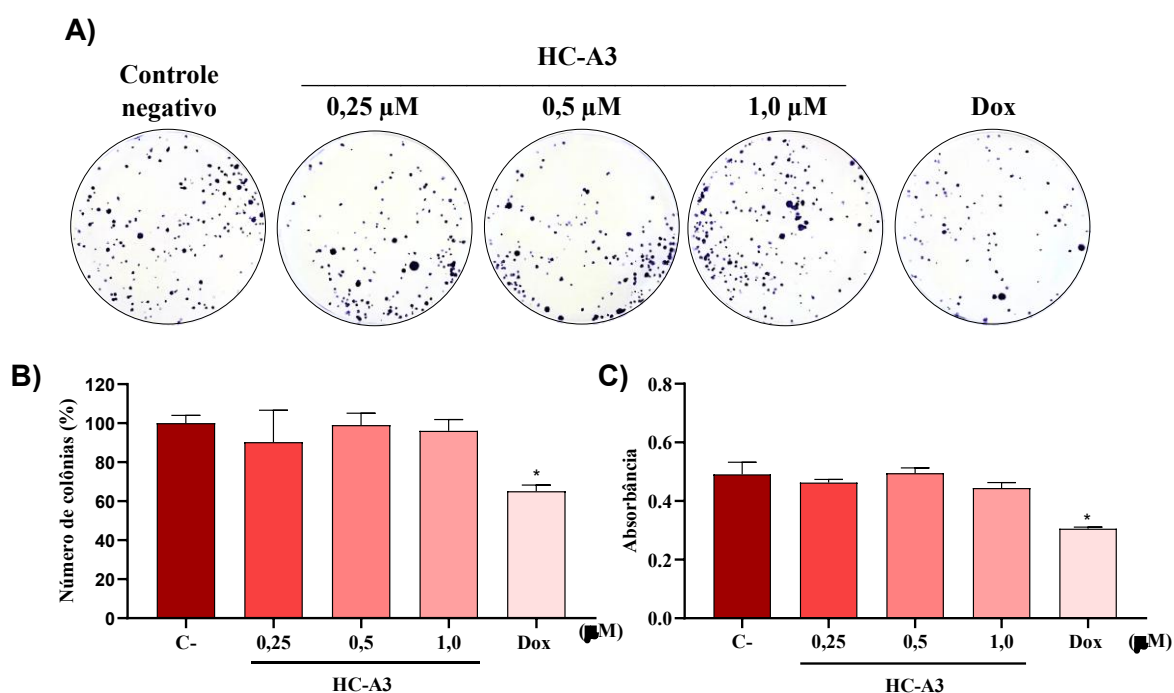 A)
HC-A3
Controle
negativo
0,25 µM
0,5 µM
1,0 µM
Dox
B)
Número de colônias (%)
120
100
80
60
40
20
0
C-
0,25
0,5
1,0
Dox
(µM)
*
HC-A3
C)
Absorbância
0.8
0.6
0.4
0.2
0.0
C-
0,25
0,5
1,0
Dox
(µM)
*
HC-A3